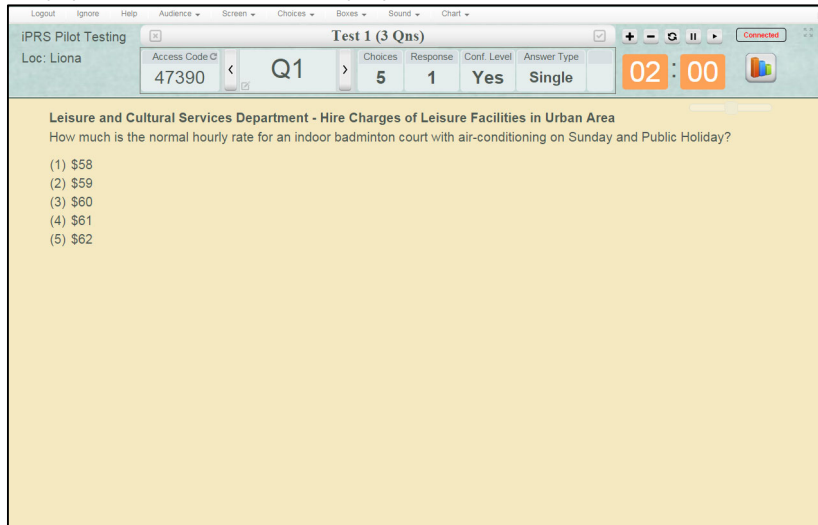 Logout Ignore Help Audience Screen Choices Boxes Sound Chart
iPRS Pilot Testing
Loc: Liona
Test 1 (3 Qns)
Access Code
47390
<
Q1
>
Choices
5
Response
1
Conf. Level
Yes
Answer Type
Single
02 : 00
Connected
Leisure and Cultural Services Department - Hire Charges of Leisure Facilities in Urban Area
How much is the normal hourly rate for an indoor badminton court with air-conditioning on Sunday and Public Holiday?
(1) $58
(2) $59
(3) $60
(4) $61
(5) $62